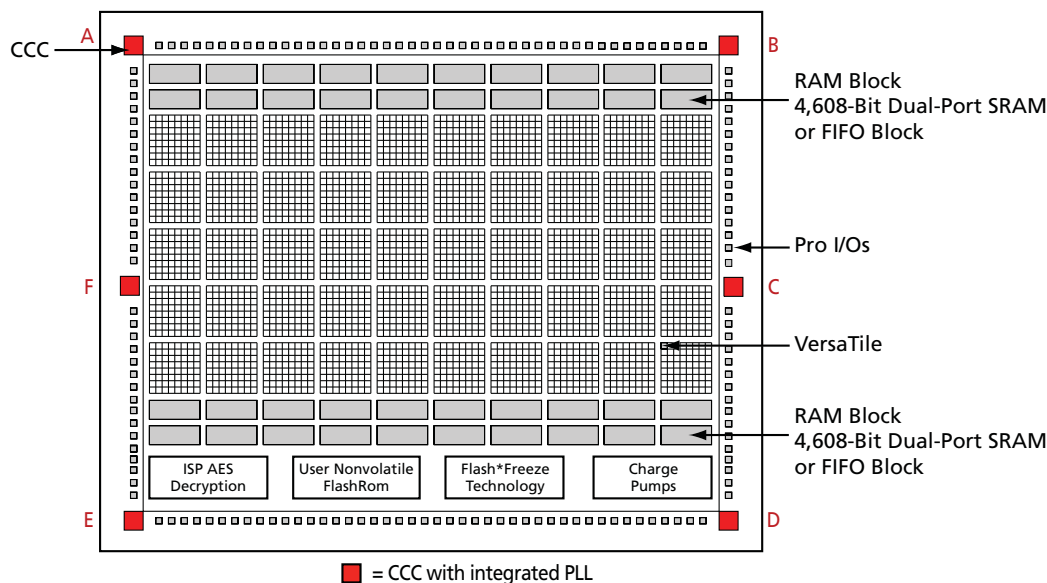 A
CCC
B
RAM Block
4,608-Bit Dual-Port SRAM
or FIFO Block
Pro I/Os
F
C
VersaTile
RAM Block
4,608-Bit Dual-Port SRAM
or FIFO Block
ISP AES
Decryption
User Nonvolatile
FlashRom
Flash*Freeze
Technology
Charge
Pumps
E
D
= CCC with integrated PLL